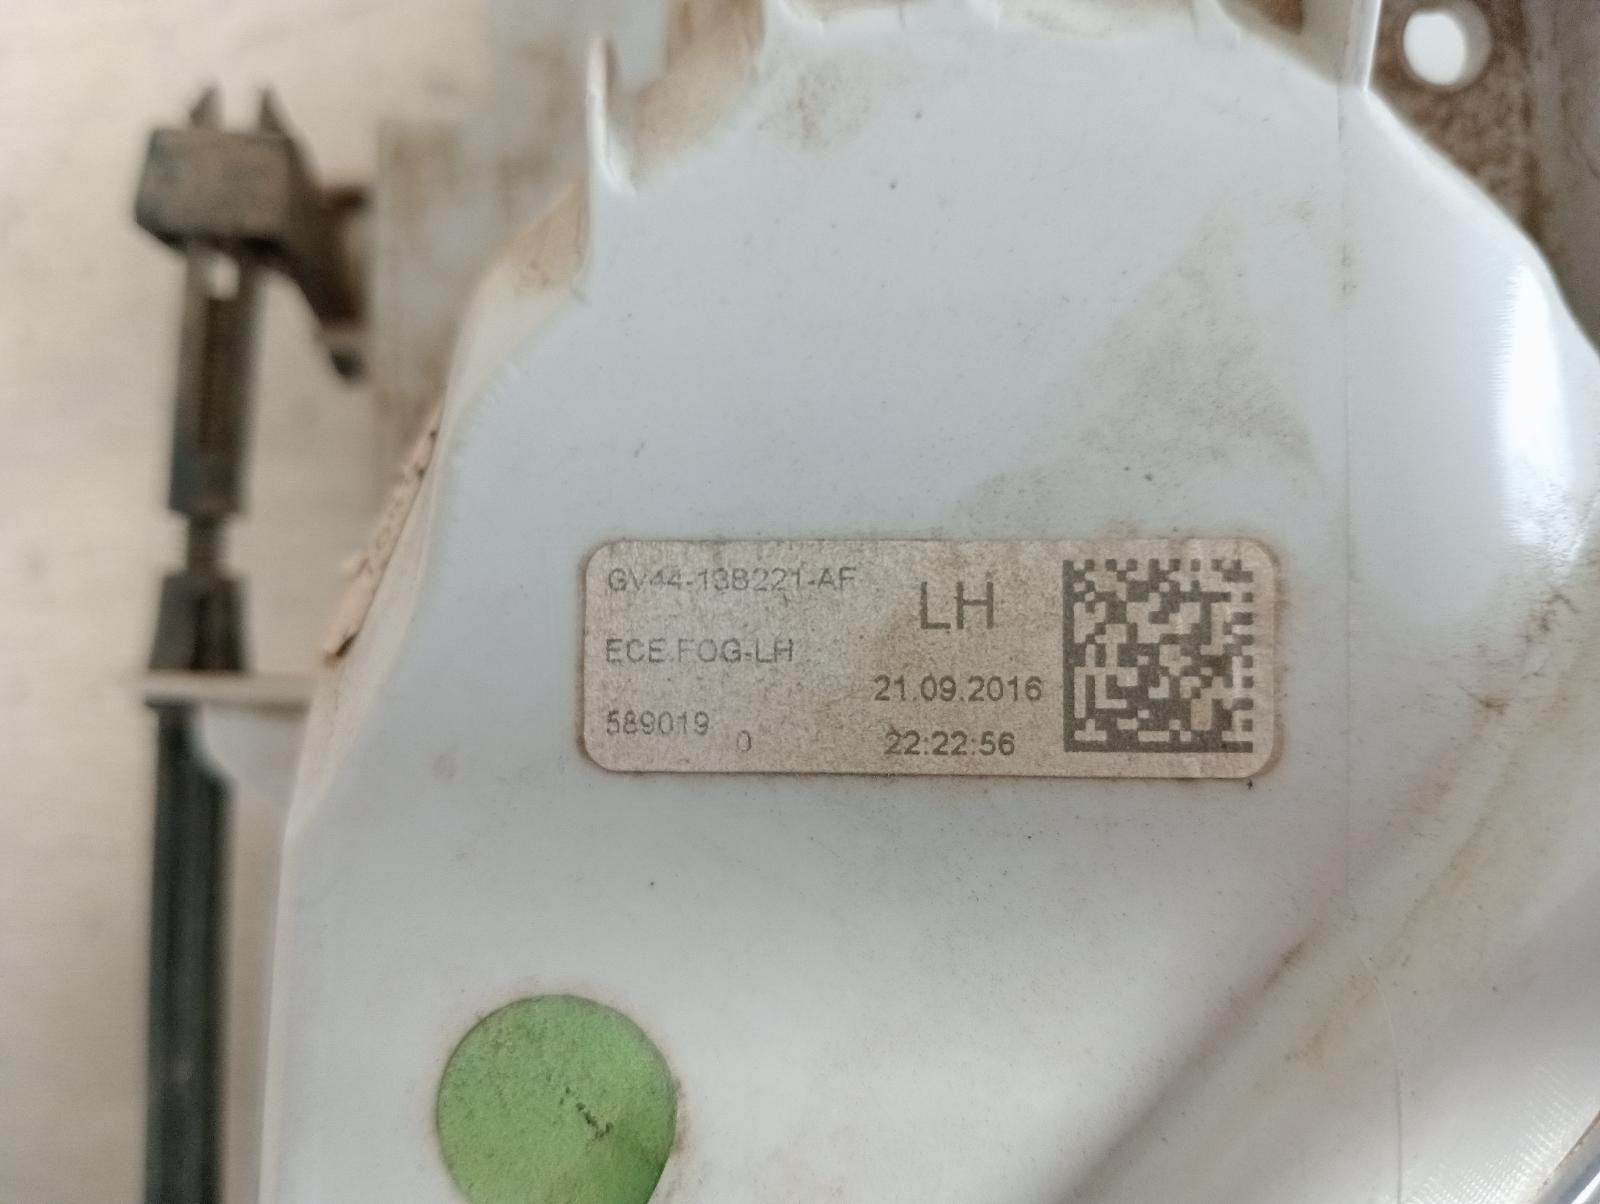 GV44-13B221-AF
LH
ECE.FOG-LH
21.09.2016
589019
0
22:22:56